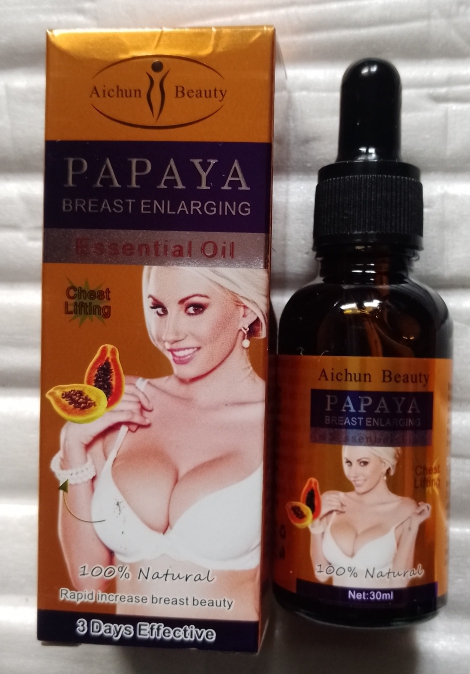 Aichun Beauty
PAPAYA
BREAST ENLARGING
Essential Oil
Chest
Lifting
100% Natural
Rapid increase breast beauty
3 Days Effective
Aichun Beauty
PAPAYA
BREAST ENLARGING
Essential
Chest
Lifting
100% Natural
Net:30ml